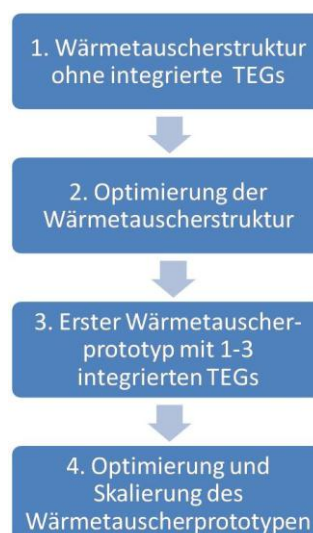 1. Wärmetauscherstruktur
ohne integrierte TEGs
2. Optimierung der
Wärmetauscherstruktur
3. Erster Wärmetauscher-
prototyp mit 1-3
integrierten TEGs
4. Optimierung und
Skalierung des
Wärmetauscherprototypen